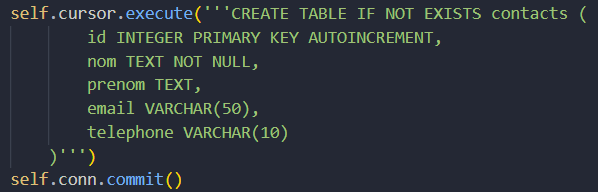 self.cursor.execute('''CREATE TABLE IF NOT EXISTS contacts (
        id INTEGER PRIMARY KEY AUTOINCREMENT,
        nom TEXT NOT NULL,
        prenom TEXT,
        email VARCHAR(50),
        telephone VARCHAR(10)
    )''')
self.conn.commit()